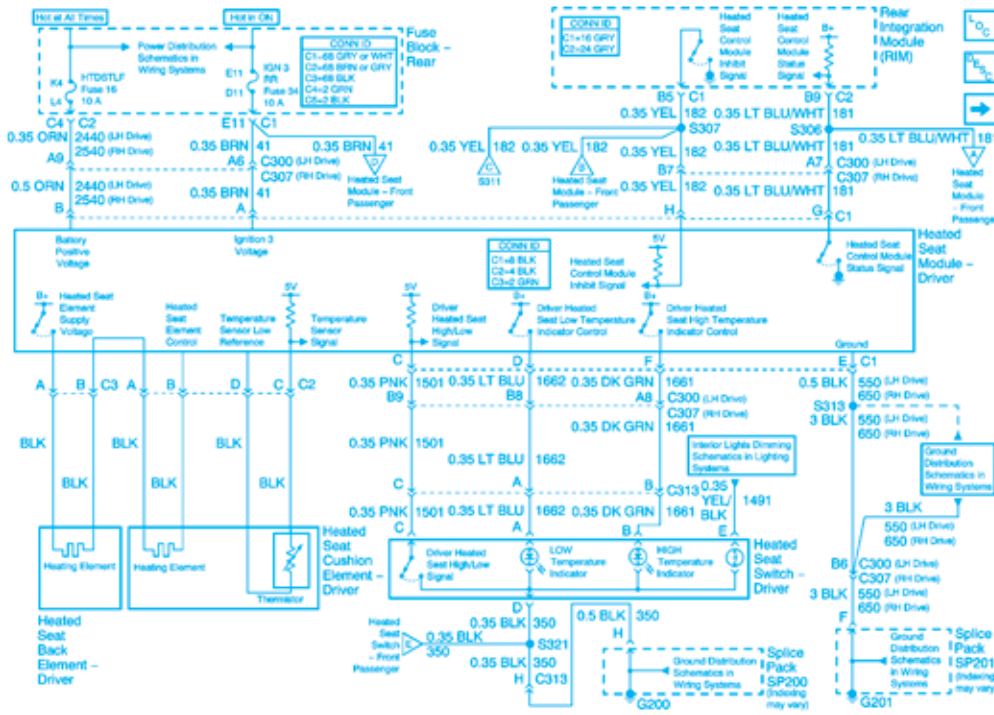 Hot at All Times
Hot in ON
Power Distribution
Schematics in
Wiring Systems
Fuse
Block –
Rear
CONN ID
C1=68 GRY or WHT
C2=68 BRN or GRY
C3=68 BLK
C4=2 GRN
C5=2 BLK
K4
HTDSTLF
Fuse 16
10 A
L4
E11
IGN 3
RR
Fuse 34
D11
10 A
C4
C2
E11
C1
0.35 ORN
2440 (LH Drive)
2540 (RH Drive)
0.35 BRN
41
0.35 BRN
41
D
Heated Seat
Module – Front
Passenger
A9
A6
C300 (LH Drive)
C307 (RH Drive)
0.5 ORN
2440 (LH Drive)
2540 (RH Drive)
0.35 BRN
41
B
A
CONN ID
C1=16 GRY
C2=24 GRY
Heated
Seat
Control
Module
Inhibit
Signal
Heated
Seat
Control
Module
Status
Signal
B+
Rear
Integration
Module
(RIM)
LOC
DESC
B5
C1
B9
C2
0.35 YEL
182
0.35 LT BLU/WHT
181
S307
S306
0.35 YEL
182
0.35 YEL
182
0.35 YEL
182
0.35 LT BLU/WHT
181
0.35 LT BLU/WHT
181
C
S311
Heated Seat
Module – Front
Passenger
A
Heated
Seat
Module
– Front
Passenger
B7
A7
C300 (LH Drive)
C307 (RH Drive)
0.35 YEL
182
0.35 LT BLU/WHT
181
H
G
C1
Battery
Positive
Voltage
Ignition 3
Voltage
CONN ID
C1=8 BLK
C2=4 BLK
C3=2 GRN
5V
Heated Seat
Control Module
Inhibit Signal
Heated Seat
Control Module
Status Signal
Heated
Seat
Module –
Driver
B+
Heated Seat
Element
Supply
Voltage
Heated
Seat
Element
Control
Temperature
Sensor Low
Reference
5V
Temperature
Sensor
Signal
5V
Driver
Heated Seat
High/Low
Signal
B+
Driver Heated
Seat Low Temperature
Indicator Control
B+
Driver Heated
Seat High Temperature
Indicator Control
Ground
A
B
C3
A
B
D
C
C2
C
D
F
E
C1
0.35 PNK
1501
0.35 LT BLU
1662
0.35 DK GRN
1661
0.5 BLK
550 (LH Drive)
650 (RH Drive)
B9
B8
A8
C300 (LH Drive)
C307 (RH Drive)
S313
3 BLK
550 (LH Drive)
650 (RH Drive)
BLK
BLK
BLK
BLK
BLK
BLK
0.35 PNK
1501
0.35 LT BLU
1662
0.35 DK GRN
1661
Interior Lights Dimming
Schematics in Lighting
Systems
Ground
Distribution
Schematics in
Wiring Systems
C
A
B
C313
0.35
YEL/
BLK
1491
0.35 PNK
1501
0.35 LT BLU
1662
0.35 DK GRN
1661
C
A
B
E
3 BLK
550 (LH Drive)
650 (RH Drive)
Heating Element
Heating Element
Thermistor
Heated
Seat
Cushion
Element –
Driver
Driver Heated
Seat High/Low
Signal
LOW
Temperature
Indicator
HIGH
Temperature
Indicator
Heated
Seat
Switch –
Driver
B6
C300 (LH Drive)
C307 (RH Drive)
3 BLK
550 (LH Drive)
650 (RH Drive)
F
Heated
Seat
Back
Element –
Driver
Heated
Seat
Switch
– Front
Passenger
0.35 BLK
350
D
0.35 BLK
350
S321
0.35 BLK
350
H
C313
0.5 BLK
350
H
Ground Distribution
Schematics in
Wiring Systems
Splice
Pack
SP200
(Indexing
may vary)
G200
Ground
Distribution
Schematics
in Wiring
Systems
Splice
Pack
SP201
(Indexing
may vary)
G201